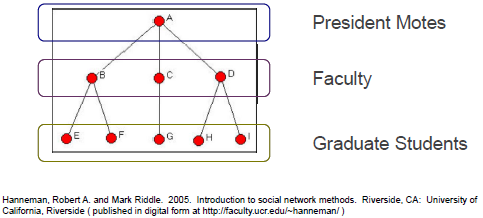 A
President Motes
B
C
D
Faculty
E
F
G
H
I
Graduate Students
Hanneman, Robert A. and Mark Riddle. 2005. Introduction to social network methods. Riverside, CA: University of
California, Riverside ( published in digital form at http://faculty.ucr.edu/~hanneman/ )